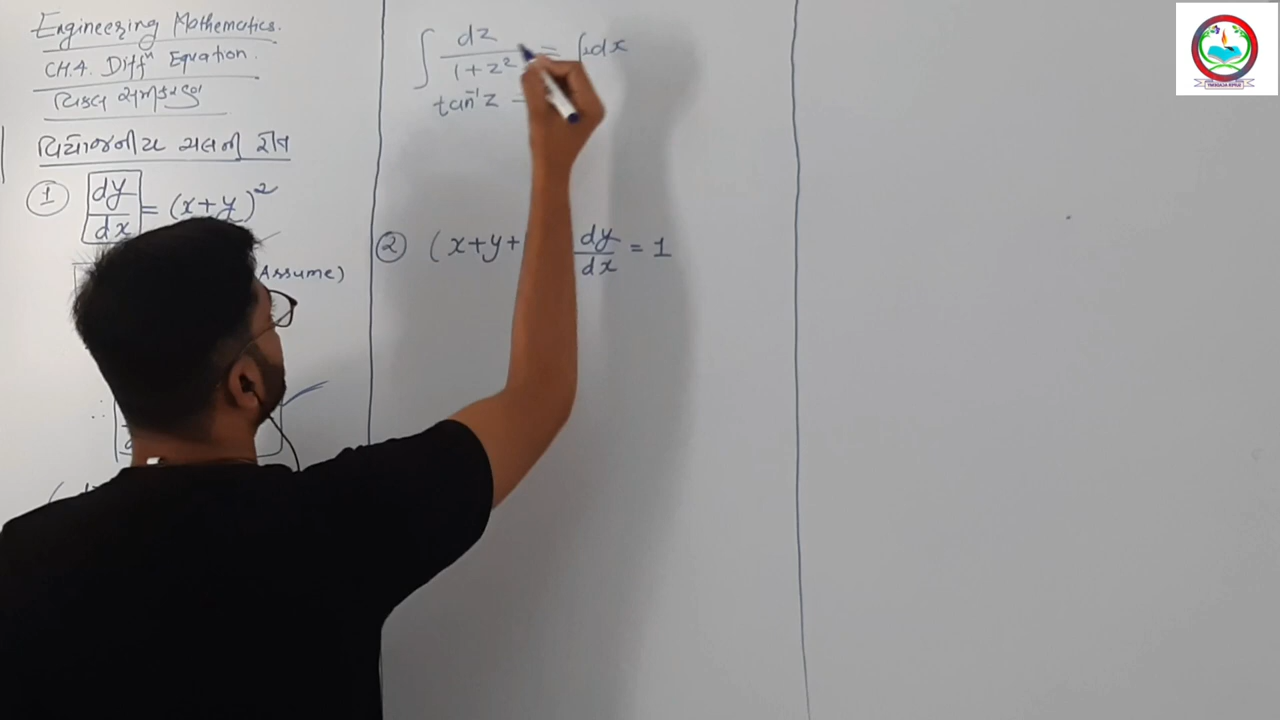 Engineering Mathematics.
CH.4. Diffⁿ Equation.
વિકલ સમીકરણ
વિયોજનીય ચલની રીત
① dy/dx = (x+y)²
Assume)
∴
∫ dz/(1+z²) = ∫1dx
tan⁻¹z =
② (x+y+ dy/dx = 1